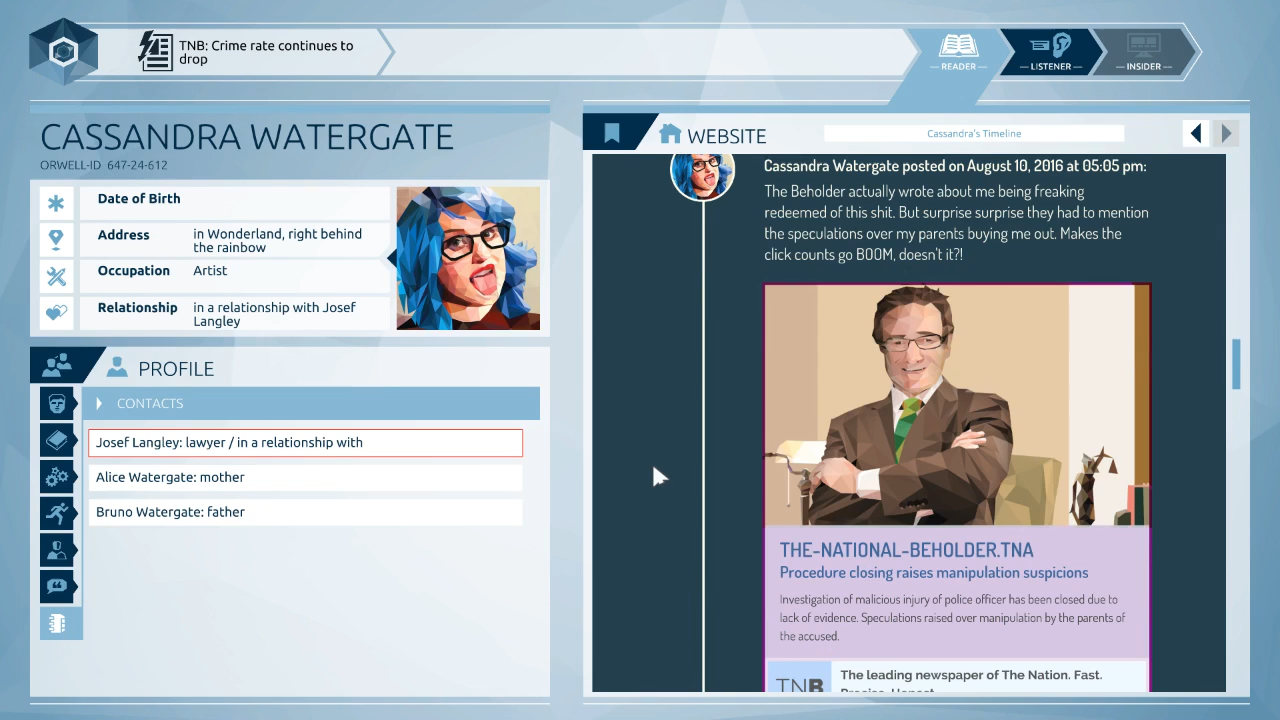 TNB: Crime rate continues to
drop
— READER —
— LISTENER —
— INSIDER —
CASSANDRA WATERGATE
ORWELL-ID 647-24-612
Date of Birth
Address
in Wonderland, right behind
the rainbow
Occupation
Artist
Relationship
in a relationship with Josef
Langley
PROFILE
CONTACTS
Josef Langley: lawyer / in a relationship with
Alice Watergate: mother
Bruno Watergate: father
WEBSITE
Cassandra's Timeline
Cassandra Watergate posted on August 10, 2016 at 05:05 pm:
The Beholder actually wrote about me being freaking
redeemed of this shit. But surprise surprise they had to mention
the speculations over my parents buying me out. Makes the
click counts go BOOM, doesn't it?!
THE-NATIONAL-BEHOLDER.TNA
Procedure closing raises manipulation suspicions
Investigation of malicious injury of police officer has been closed due to
lack of evidence. Speculations raised over manipulation by the parents of
the accused.
TNB
The leading newspaper of The Nation. Fast.
Precise. Honest.